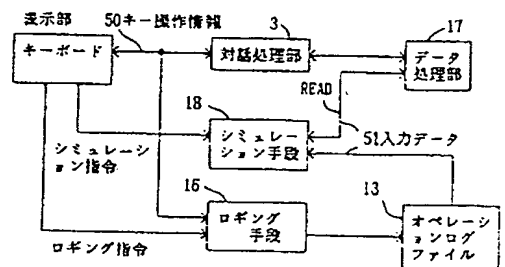 表示部
50キー操作情報
3
17
キーボード
対話処理部
データ
処理部
READ
18
シミュレー
ション手段
51入力データ
シミュレーシ
ョン指令
16
13
ロギング
手段
オペレーシ
ョンログ
ファイル
ロギング指令